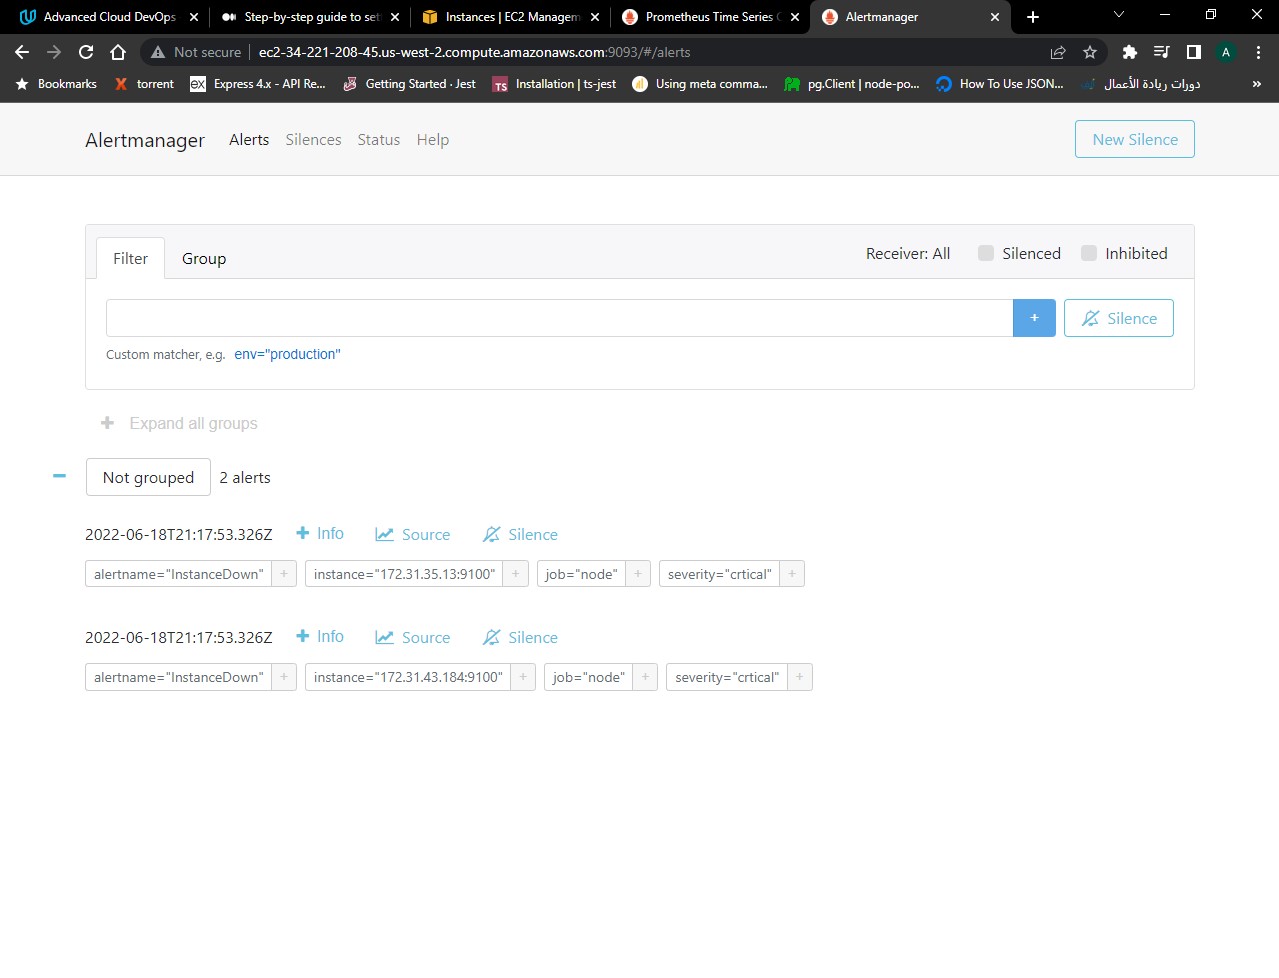 Advanced Cloud DevOps
Step-by-step guide to set
Instances | EC2 Managem
Prometheus Time Series C
Alertmanager
Not secure
ec2-34-221-208-45.us-west-2.compute.amazonaws.com:9093/#/alerts
A
Bookmarks
X torrent
ex Express 4.x - API Re...
Getting Started · Jest
TS Installation | ts-jest
Using meta comma...
pg.Client | node-po...
How To Use JSON...
دورات ريادة الأعمال
»
Alertmanager Alerts Silences Status Help
New Silence
Filter Group
Receiver: All Silenced Inhibited
+ Silence
Custom matcher, e.g. env="production"
+ Expand all groups
Not grouped 2 alerts
2022-06-18T21:17:53.326Z + Info Source Silence
alertname="InstanceDown" + instance="172.31.35.13:9100" + job="node" + severity="crtical" +
2022-06-18T21:17:53.326Z + Info Source Silence
alertname="InstanceDown" + instance="172.31.43.184:9100" + job="node" + severity="crtical" +